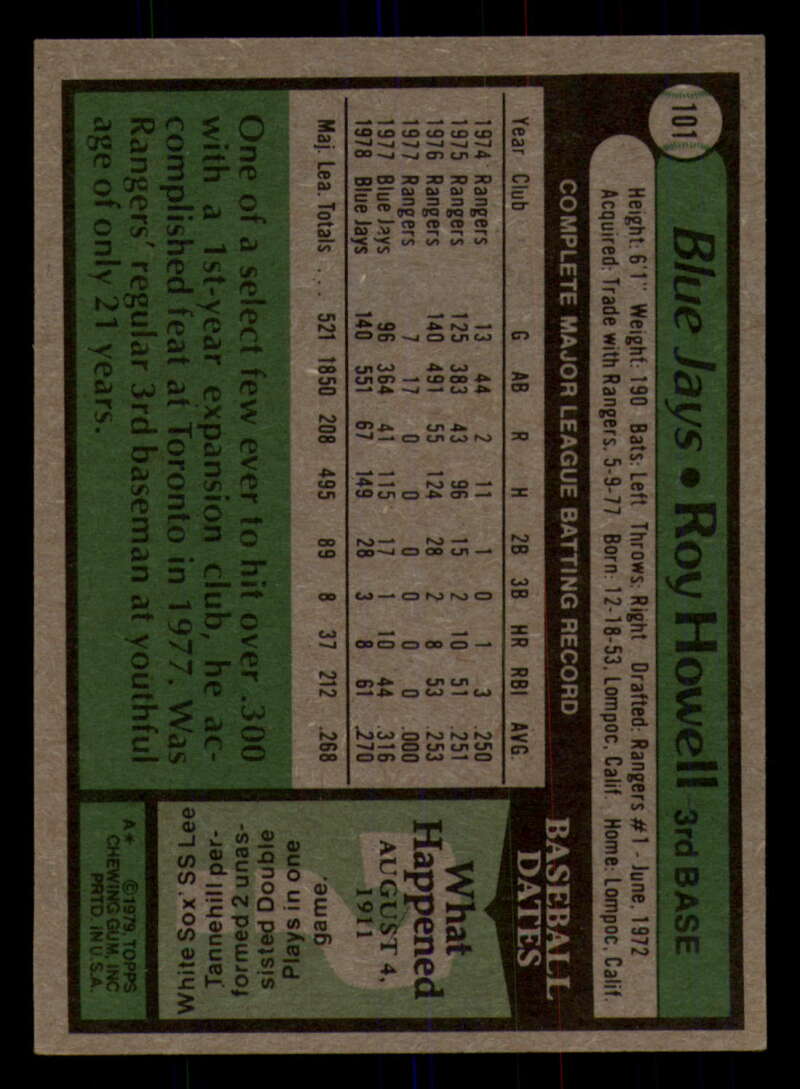 101
Blue Jays • Roy Howell 3rd BASE
Height: 6'1" Weight: 190 Bats: Left Throws: Right Drafted: Rangers #1 - June, 1972
Acquired: Trade with Rangers, 5-9-77 Born: 12-18-53, Lompoc, Calif. Home: Lompoc, Calif.
COMPLETE MAJOR LEAGUE BATTING RECORD
Year Club G AB R H 2B 3B HR RBI AVG.
1974 Rangers 13 44 2 11 1 0 1 3 .250
1975 Rangers 125 383 43 96 15 2 10 51 .251
1976 Rangers 140 491 55 124 28 2 8 53 .253
1977 Rangers 7 17 0 0 0 0 0 0 .000
1977 Blue Jays 96 364 41 115 17 1 10 44 .316
1978 Blue Jays 140 551 67 149 28 3 8 61 .270
Maj. Lea. Totals . . . 521 1850 208 495 89 8 37 212 .268
One of a select few ever to hit over .300
with a 1st-year expansion club, he ac-
complished feat at Toronto in 1977. Was
Rangers' regular 3rd baseman at youthful
age of only 21 years.
BASEBALL
DATES
What
Happened
AUGUST 4,
1911
White Sox' SS Lee
Tannehill per-
formed 2 unas-
sisted Double
Plays in one
game.
A* ©1979 TOPPS
CHEWING GUM, INC
PRTD. IN U.S.A.